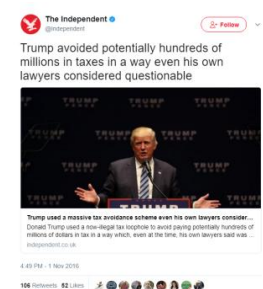 The Independent
@Independent
Follow
Trump avoided potentially hundreds of
millions in taxes in a way even his own
lawyers considered questionable
TRUMP
Trump used a massive tax avoidance scheme even his own lawyers consider...
Donald Trump used a now-illegal tax loophole to avoid paying potentially hundreds of
millions of dollars in tax in a way which, even at the time, his own lawyers said was ...
independent.co.uk
4:49 PM - 1 Nov 2016
106 Retweets 82 Likes